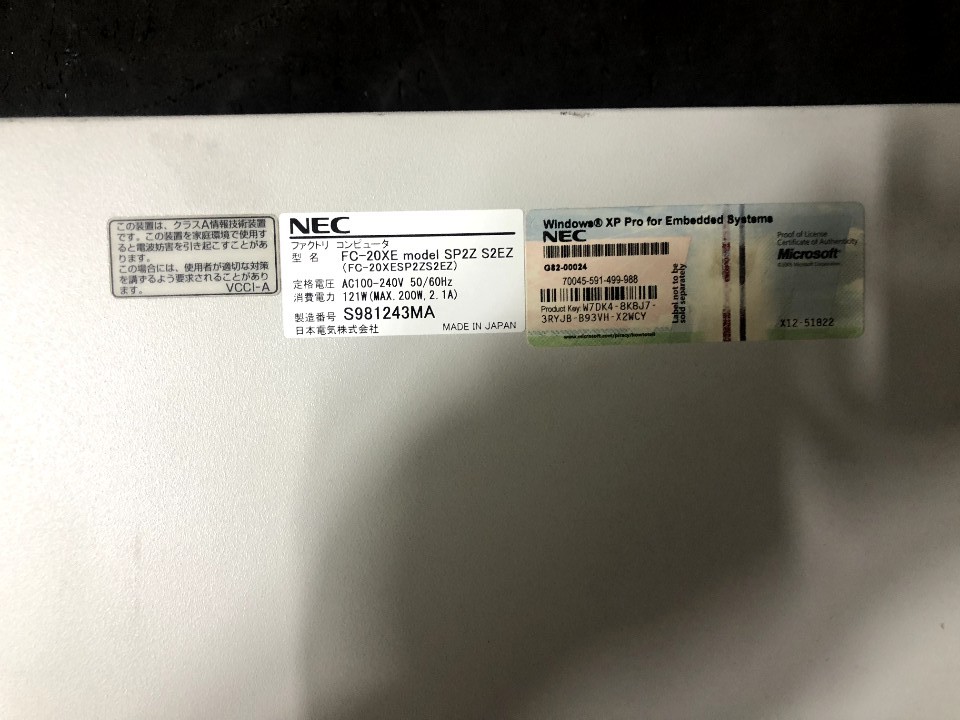 この装置は、クラスA情報技術装置
です。この装置を家庭環境で使用す
ると電波妨害を引き起こすことがあ
ります。
この場合には、使用者が適切な対策
を講ずるよう要求されることがあり
ます。
VCCI-A
NEC
ファクトリ コンピュータ
型 名 FC-20XE model SP2Z S2EZ
(FC-20XESP2ZS2EZ)
定格電圧 AC100-240V 50/60Hz
消費電力 121W(MAX.200W, 2.1A)
製造番号 S981243MA
日本電気株式会社 MADE IN JAPAN
Windows® XP Pro for Embedded Systems
NEC
G82-00024
70045-591-499-988
Product Key: W7DK4-8KBJ7-
3RYJB-893VH-X2WCY
Label not to be
sold separately
Proof of License
Certificate of Authenticity
Microsoft®
X12-51822